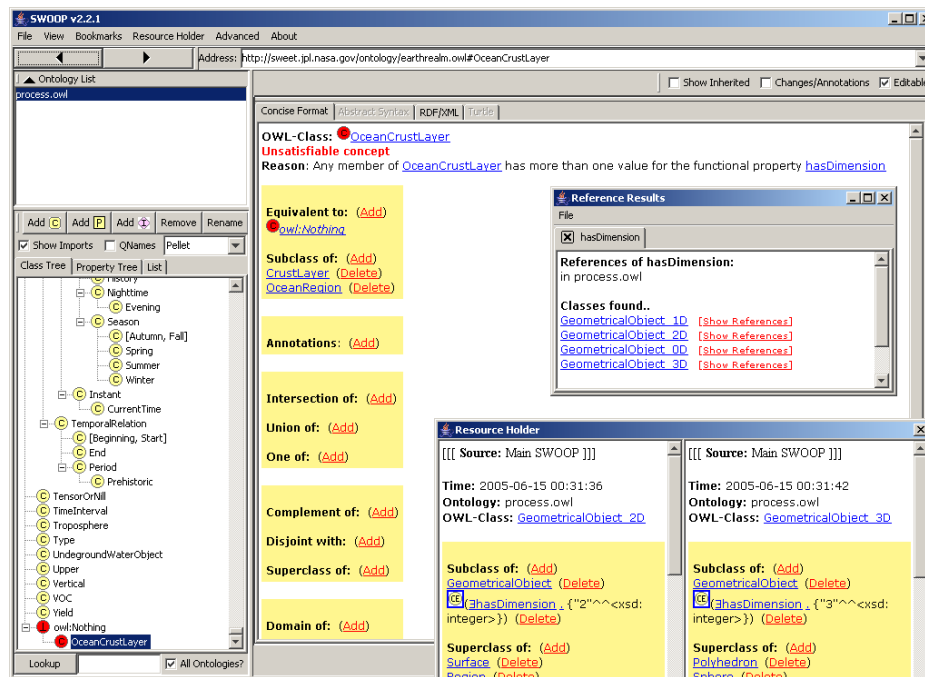 SWOOP v2.2.1
File View Bookmarks Resource Holder Advanced About
Address: http://sweet.jpl.nasa.gov/ontology/earthrealm.owl#OceanCrustLayer
Ontology List
process.owl
Show Inherited Changes/Annotations Editable
Concise Format Abstract Syntax RDF/XML Turtle
OWL-Class: C OceanCrustLayer
Unsatisfiable concept
Reason: Any member of OceanCrustLayer has more than one value for the functional property hasDimension
Equivalent to: (Add)
C owl:Nothing
Subclass of: (Add)
CrustLayer (Delete)
OceanRegion (Delete)
Annotations: (Add)
Intersection of: (Add)
Union of: (Add)
One of: (Add)
Complement of: (Add)
Disjoint with: (Add)
Superclass of: (Add)
Domain of: (Add)
Add C Add P Add I Remove Rename
Show Imports QNames Pellet
Class Tree Property Tree List
History
C Nighttime
C Evening
C Season
C [Autumn, Fall]
C Spring
C Summer
C Winter
C Instant
C CurrentTime
C TemporalRelation
C [Beginning, Start]
C End
C Period
C Prehistoric
C TensorOrNill
C TimeInterval
C Troposphere
C Type
C UndegroundWaterObject
C Upper
C Vertical
C VOC
C Yield
owl:Nothing
C OceanCrustLayer
Lookup All Ontologies?
Reference Results
File
hasDimension
References of hasDimension:
in process.owl
Classes found..
GeometricalObject_1D [Show References]
GeometricalObject_2D [Show References]
GeometricalObject_0D [Show References]
GeometricalObject_3D [Show References]
Resource Holder
[[[ Source: Main SWOOP ]]]
Time: 2005-06-15 00:31:36
Ontology: process.owl
OWL-Class: GeometricalObject_2D
Subclass of: (Add)
GeometricalObject (Delete)
CE (∃hasDimension . {"2"^^<xsd:
integer>}) (Delete)
Superclass of: (Add)
Surface (Delete)
Region (Delete)
[[[ Source: Main SWOOP ]]]
Time: 2005-06-15 00:31:42
Ontology: process.owl
OWL-Class: GeometricalObject_3D
Subclass of: (Add)
GeometricalObject (Delete)
CE (∃hasDimension . {"3"^^<xsd:
integer>}) (Delete)
Superclass of: (Add)
Polyhedron (Delete)
Sphere (Delete)